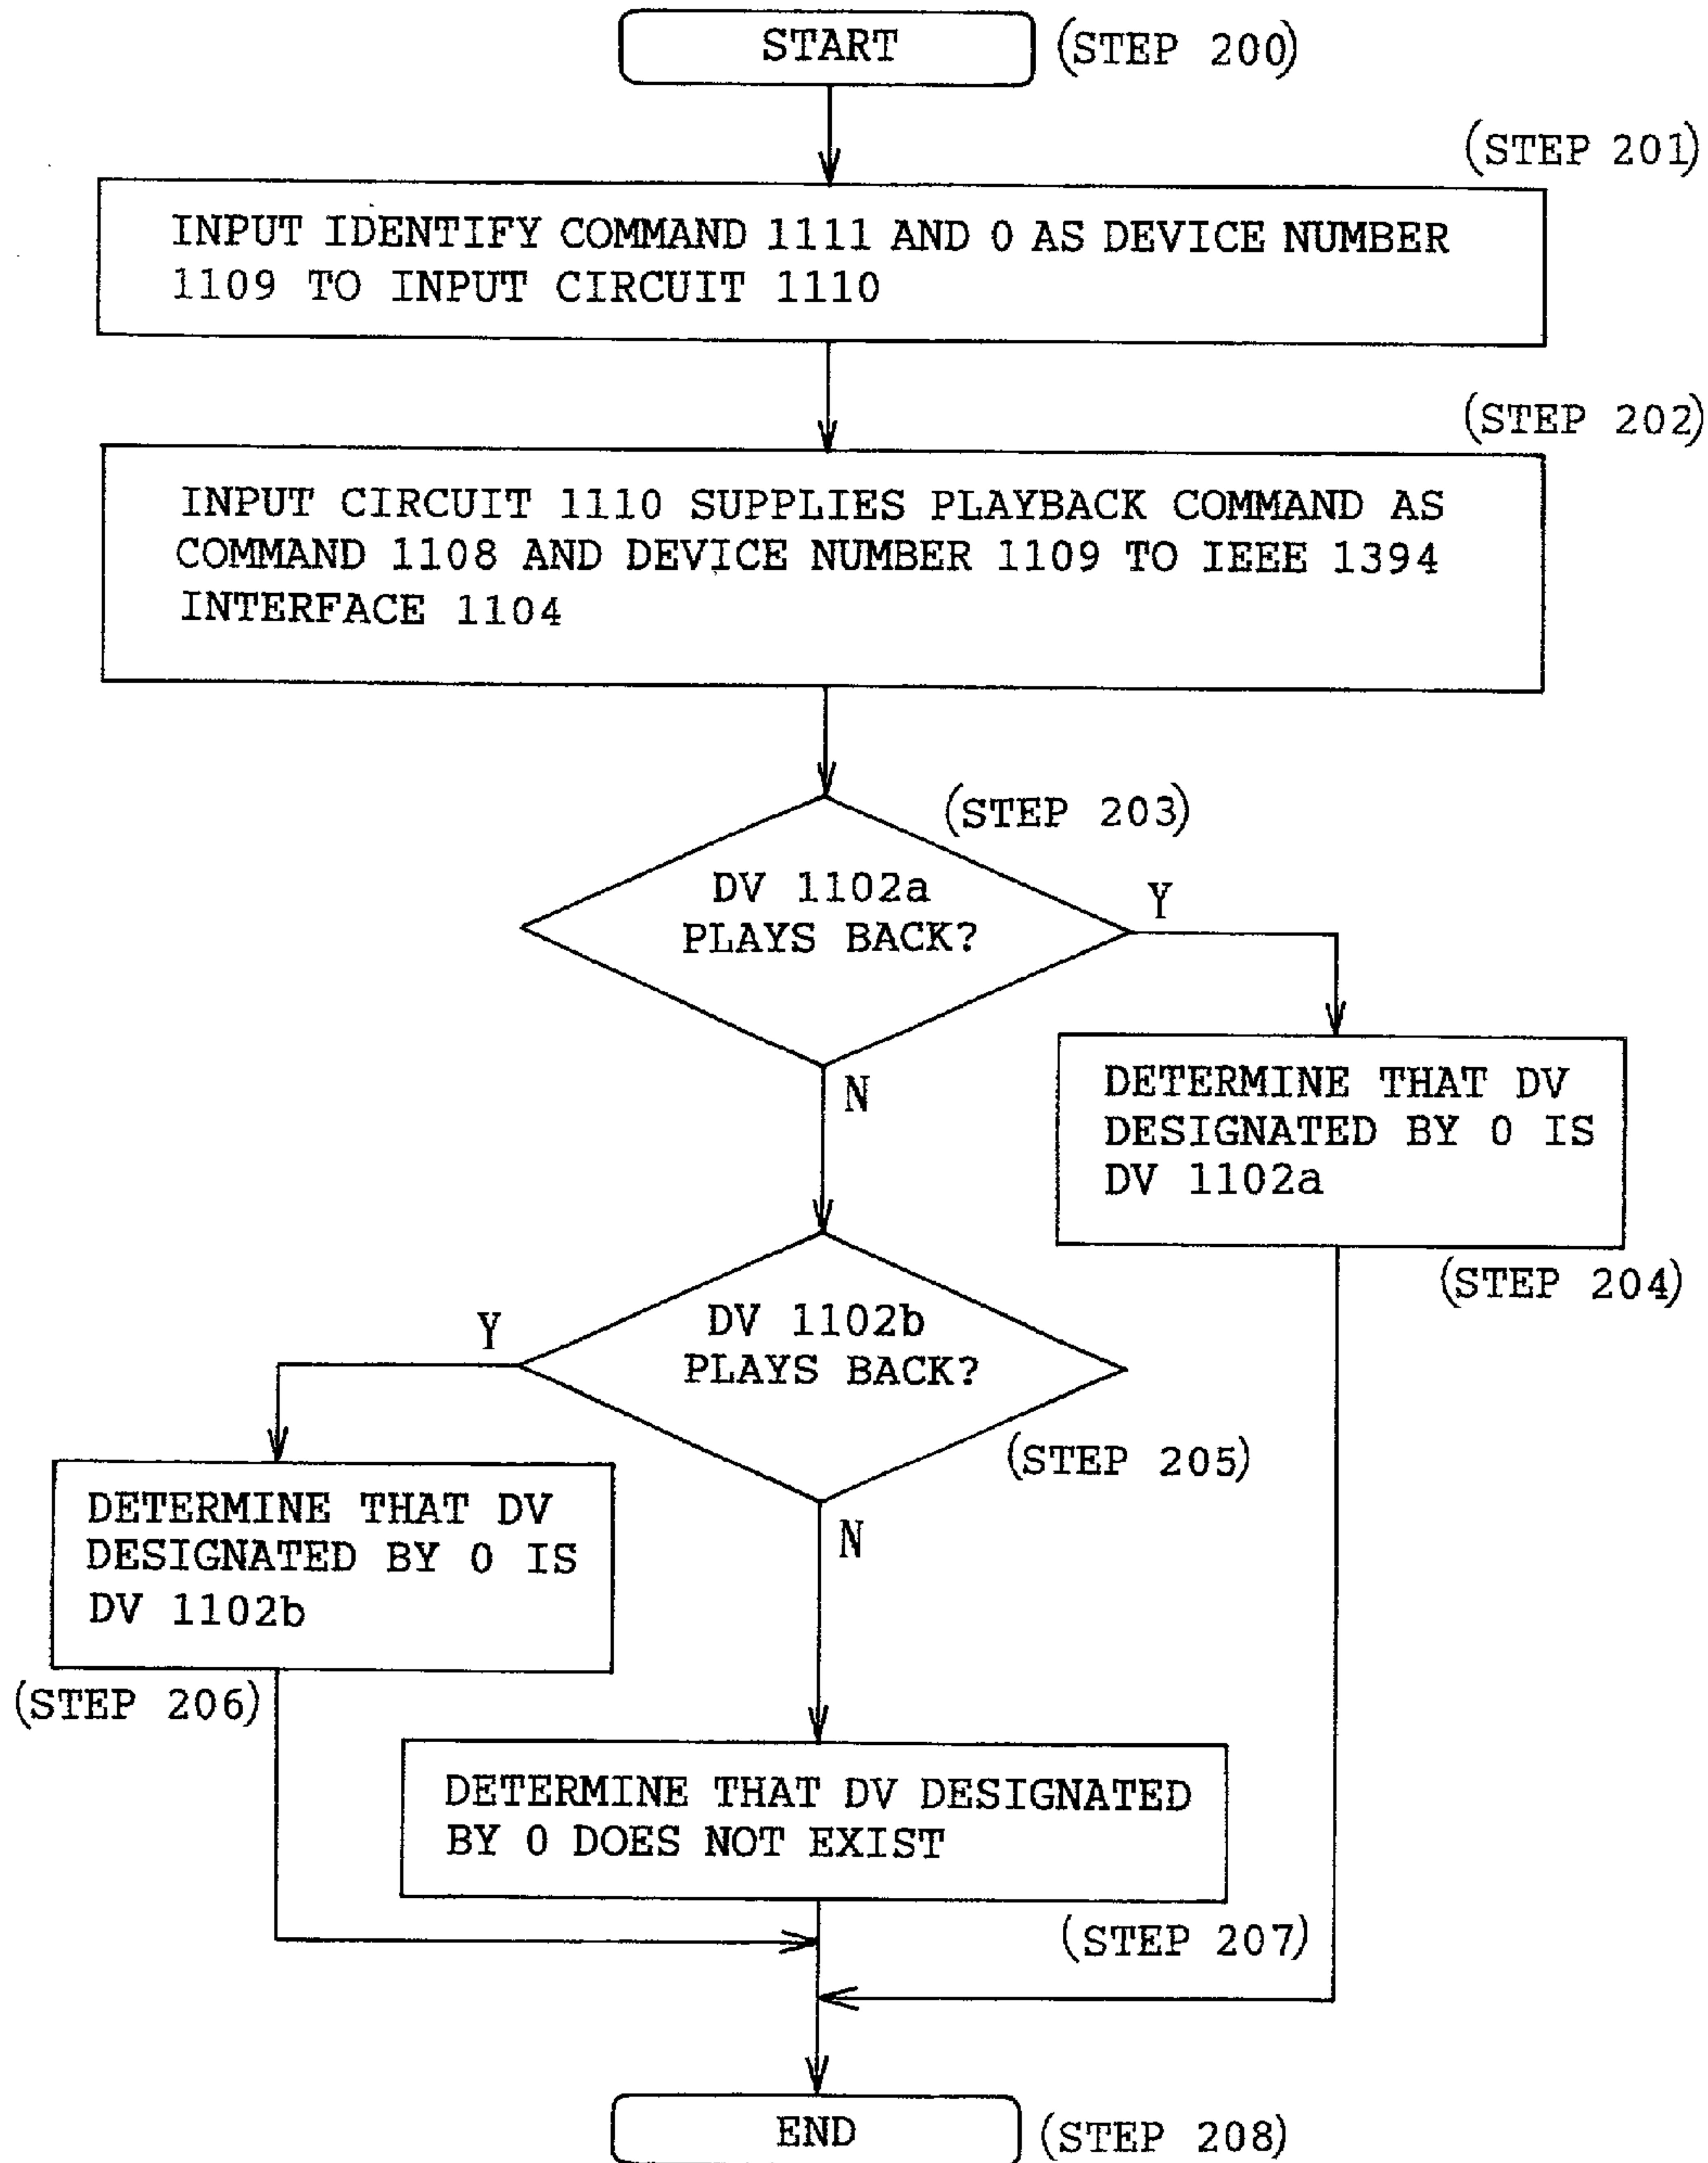 START (STEP 200)
(STEP 201)
INPUT IDENTIFY COMMAND 1111 AND 0 AS DEVICE NUMBER
1109 TO INPUT CIRCUIT 1110
(STEP 202)
INPUT CIRCUIT 1110 SUPPLIES PLAYBACK COMMAND AS
COMMAND 1108 AND DEVICE NUMBER 1109 TO IEEE 1394
INTERFACE 1104
(STEP 203)
DV 1102a
PLAYS BACK?
Y
N
DETERMINE THAT DV
DESIGNATED BY 0 IS
DV 1102a
(STEP 204)
DV 1102b
PLAYS BACK?
Y
(STEP 205)
N
DETERMINE THAT DV
DESIGNATED BY 0 IS
DV 1102b
(STEP 206)
DETERMINE THAT DV DESIGNATED
BY 0 DOES NOT EXIST
(STEP 207)
END (STEP 208)